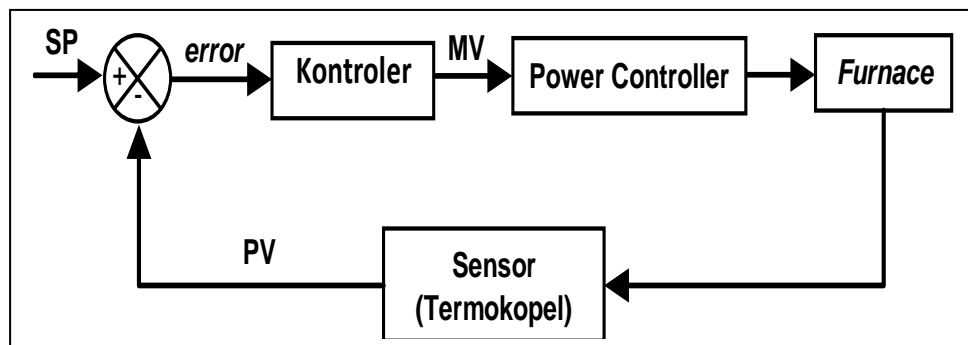 SP
+
-
error
Kontroler
MV
Power Controller
Furnace
PV
Sensor
(Termokopel)